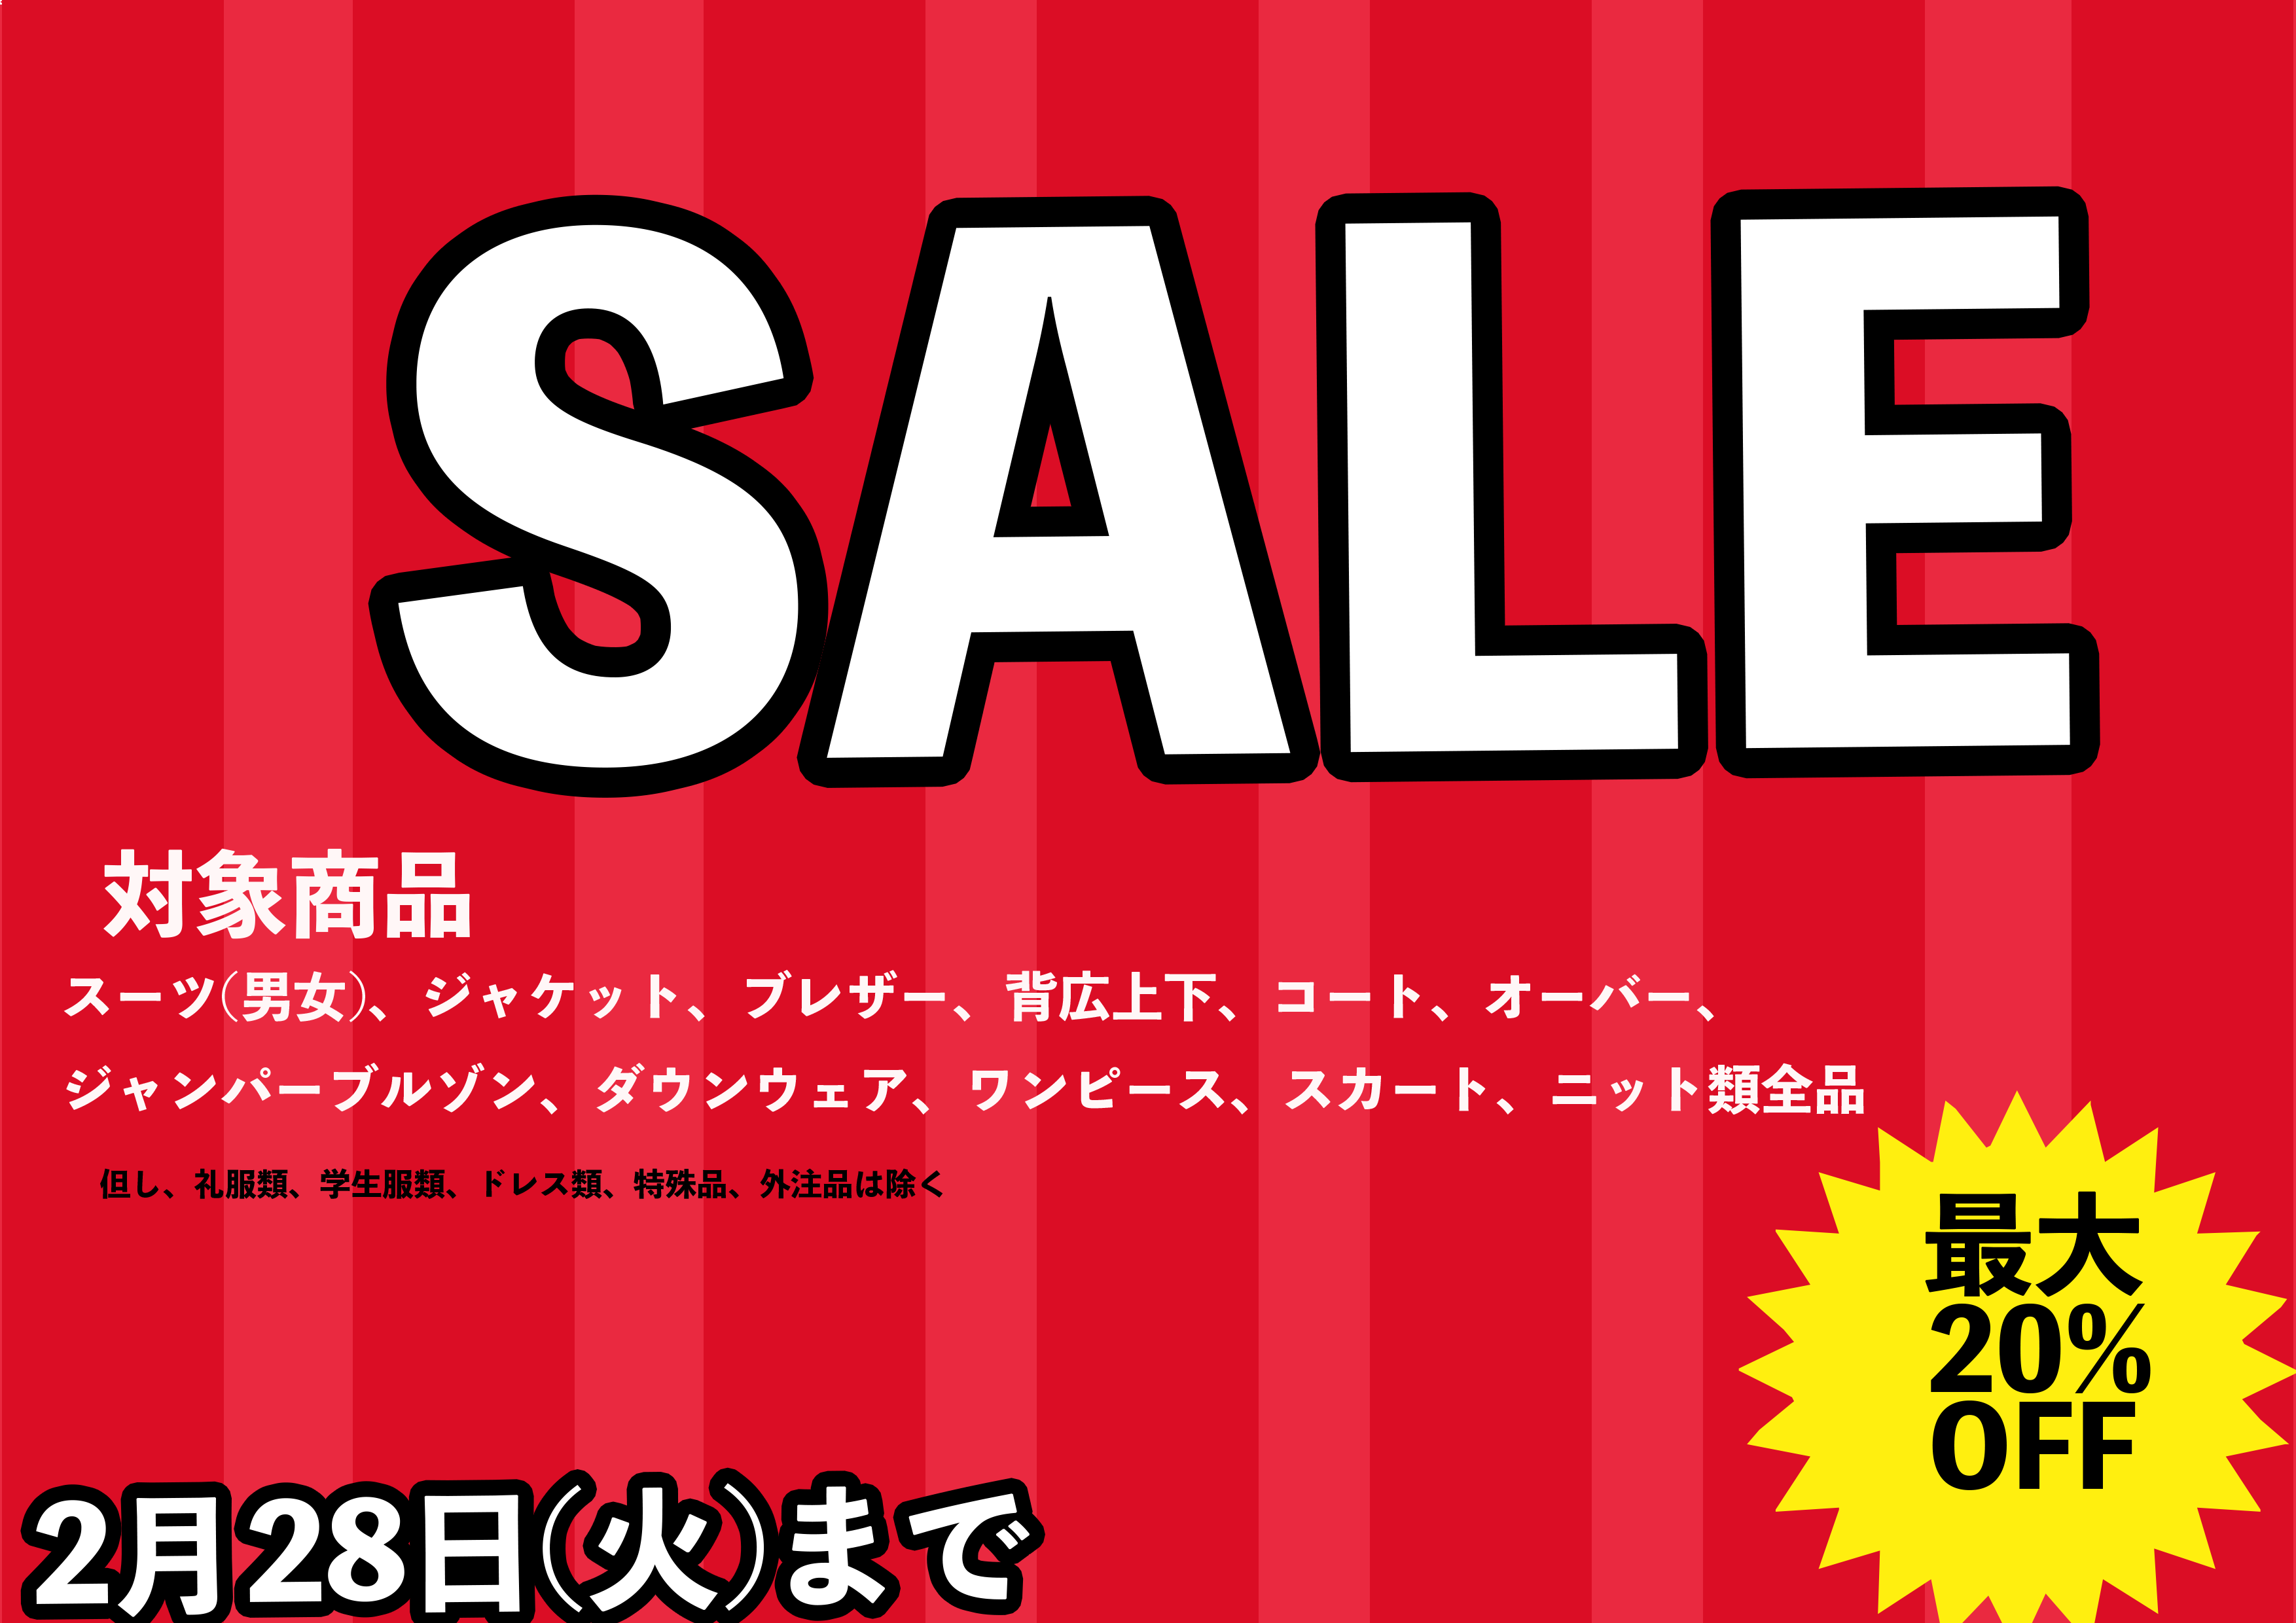 SALE
対象商品
スーツ(男女)、ジャケット、ブレザー、背広上下、コート、オーバー、
ジャンパーブルゾン、ダウンウェア、ワンピース、スカート、ニット類全品
但し、礼服類、学生服類、ドレス類、特殊品、外注品は除く
最大
20%
OFF
2月28日(火)まで